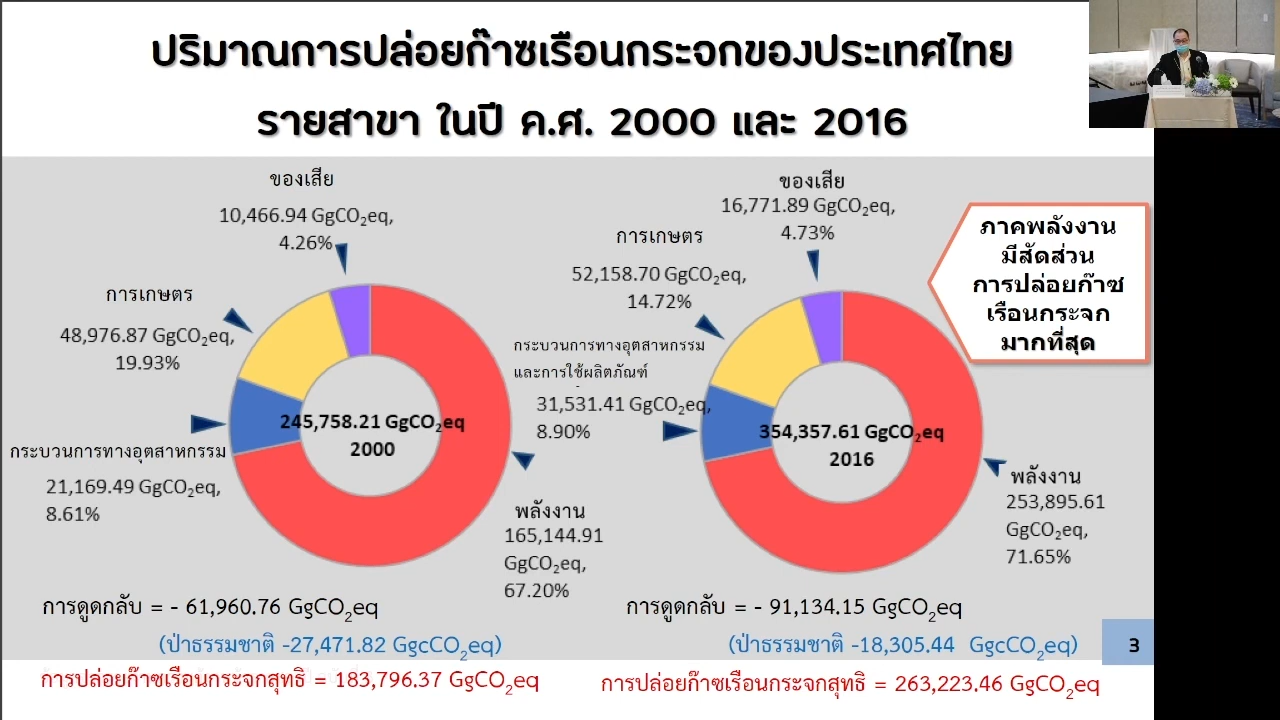 ปริมาณการปล่อยก๊าซเรือนกระจกของประเทศไทย
รายสาขา ในปี ค.ศ. 2000 และ 2016
ของเสีย
10,466.94 GgCO₂eq,
4.26%
การเกษตร
48,976.87 GgCO₂eq,
19.93%
กระบวนการทางอุตสาหกรรม
21,169.49 GgCO₂eq,
8.61%
245,758.21 GgCO₂eq
2000
พลังงาน
165,144.91
GgCO₂eq,
67.20%
การดูดกลับ = - 61,960.76 GgCO₂eq
(ป่าธรรมชาติ -27,471.82 GgcCO₂eq)
การปล่อยก๊าซเรือนกระจกสุทธิ = 183,796.37 GgCO₂eq
ของเสีย
16,771.89 GgCO₂eq,
4.73%
การเกษตร
52,158.70 GgCO₂eq,
14.72%
กระบวนการทางอุตสาหกรรม
และการใช้ผลิตภัณฑ์
31,531.41 GgCO₂eq,
8.90%
354,357.61 GgCO₂eq
2016
พลังงาน
253,895.61
GgCO₂eq,
71.65%
ภาคพลังงาน
มีสัดส่วน
การปล่อยก๊าซ
เรือนกระจก
มากที่สุด
การดูดกลับ = - 91,134.15 GgCO₂eq
(ป่าธรรมชาติ -18,305.44 GgcCO₂eq)
3
การปล่อยก๊าซเรือนกระจกสุทธิ = 263,223.46 GgCO₂eq